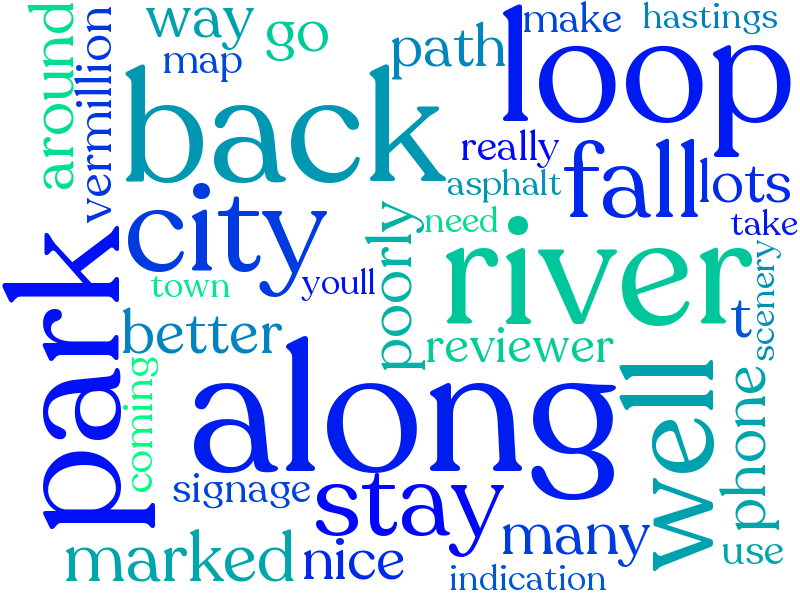 way
go
make
hastings
around
vermillion
map
path
loop
back
really
fall
asphalt
lots
take
city
need
river
park
poorly
t
scenery
town
youll
better
reviewer
coming
along
well
phone
signage
stay
many
marked
nice
use
indication